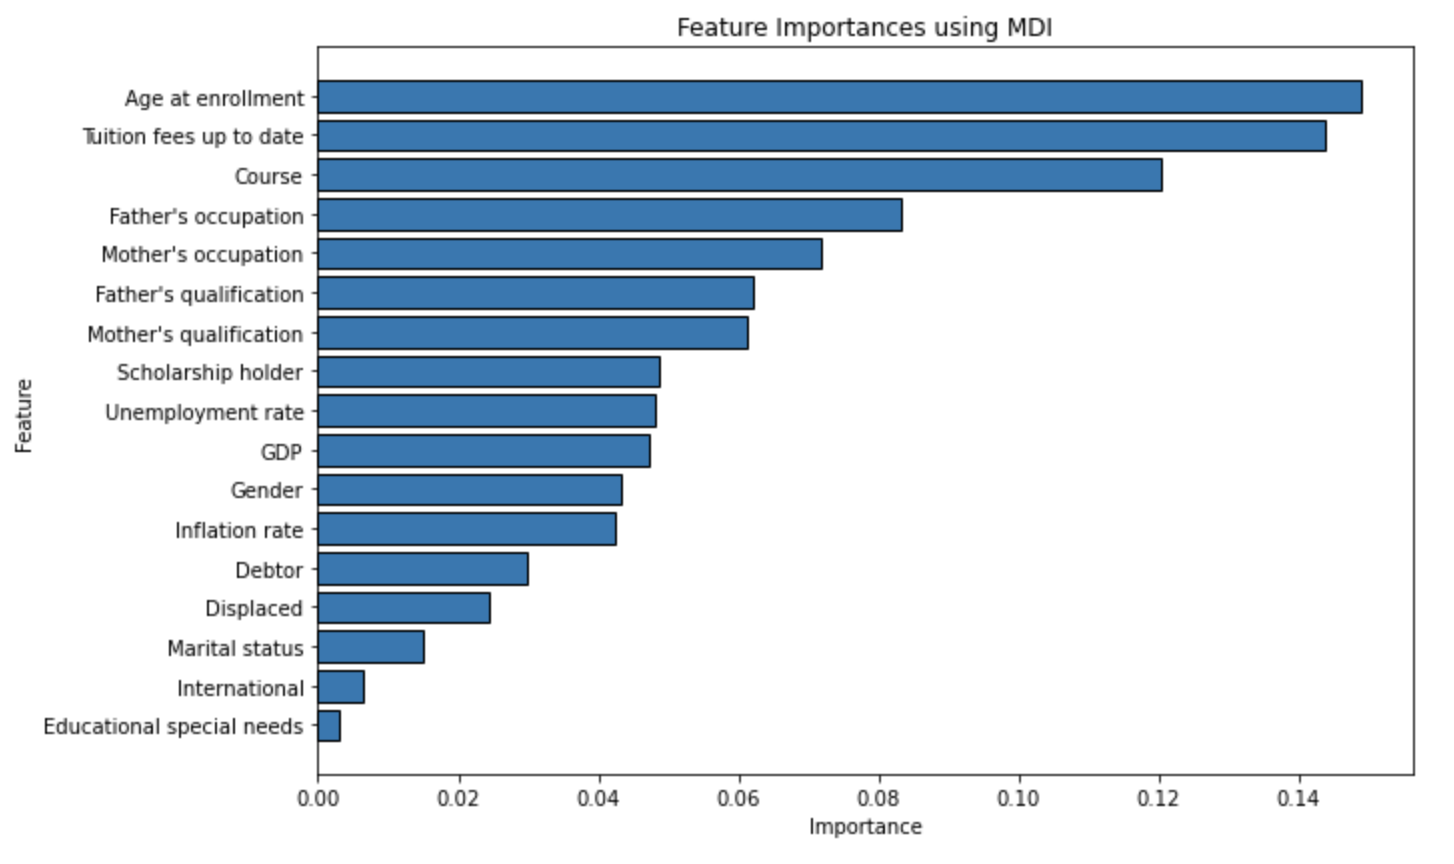 Feature Importances using MDI
Age at enrollment
Tuition fees up to date
Course
Father's occupation
Mother's occupation
Father's qualification
Mother's qualification
Scholarship holder
Unemployment rate
GDP
Gender
Inflation rate
Debtor
Displaced
Marital status
International
Educational special needs
Feature
0.00 0.02 0.04 0.06 0.08 0.10 0.12 0.14
Importance